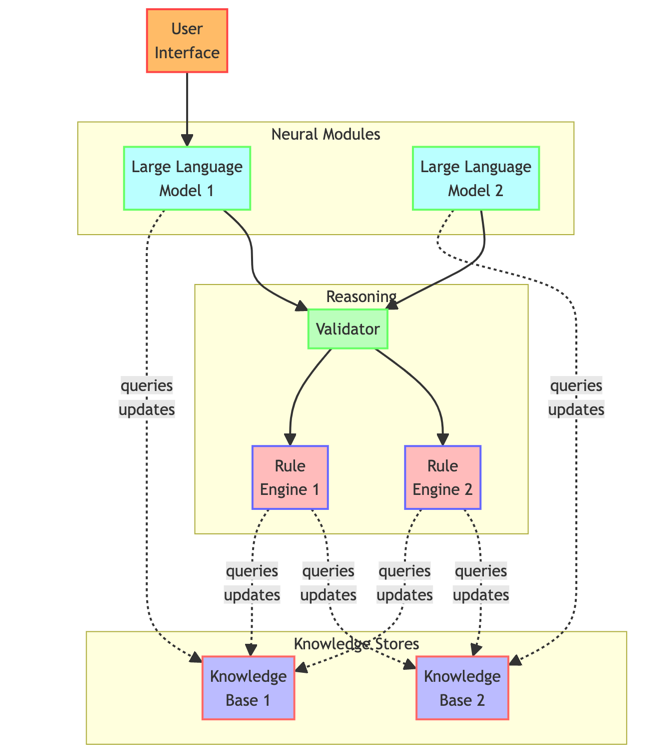 User
Interface
Neural Modules
Large Language
Model 1
Large Language
Model 2
Reasoning
Validator
queries
updates
queries
updates
Rule
Engine 1
Rule
Engine 2
queries
updates
queries
updates
queries
updates
queries
updates
Knowledge Stores
Knowledge
Base 1
Knowledge
Base 2